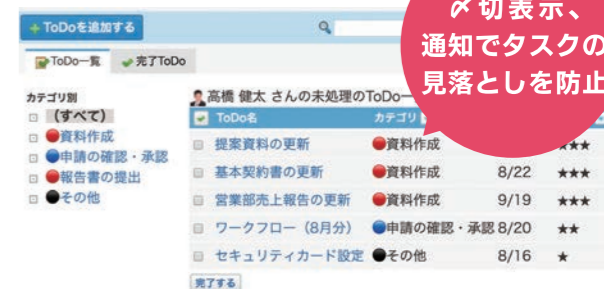 +ToDoを追加する
〆切表示、
通知でタスクの
見落としを防止
ToDo一覧 完了ToDo
カテゴリ別
(すべて)
●資料作成
●申請の確認・承認
●報告書の提出
●その他
高橋 健太 さんの未処理のToDo一
ToDo名 カテゴリ
提案資料の更新 ●資料作成 ★★★
基本契約書の更新 ●資料作成 8/22 ★★★
営業部売上報告の更新 ●資料作成 9/19 ★★★
ワークフロー（8月分） ●申請の確認・承認 8/20 ★★
セキュリティカード設定 ●その他 8/16 ★
完了する